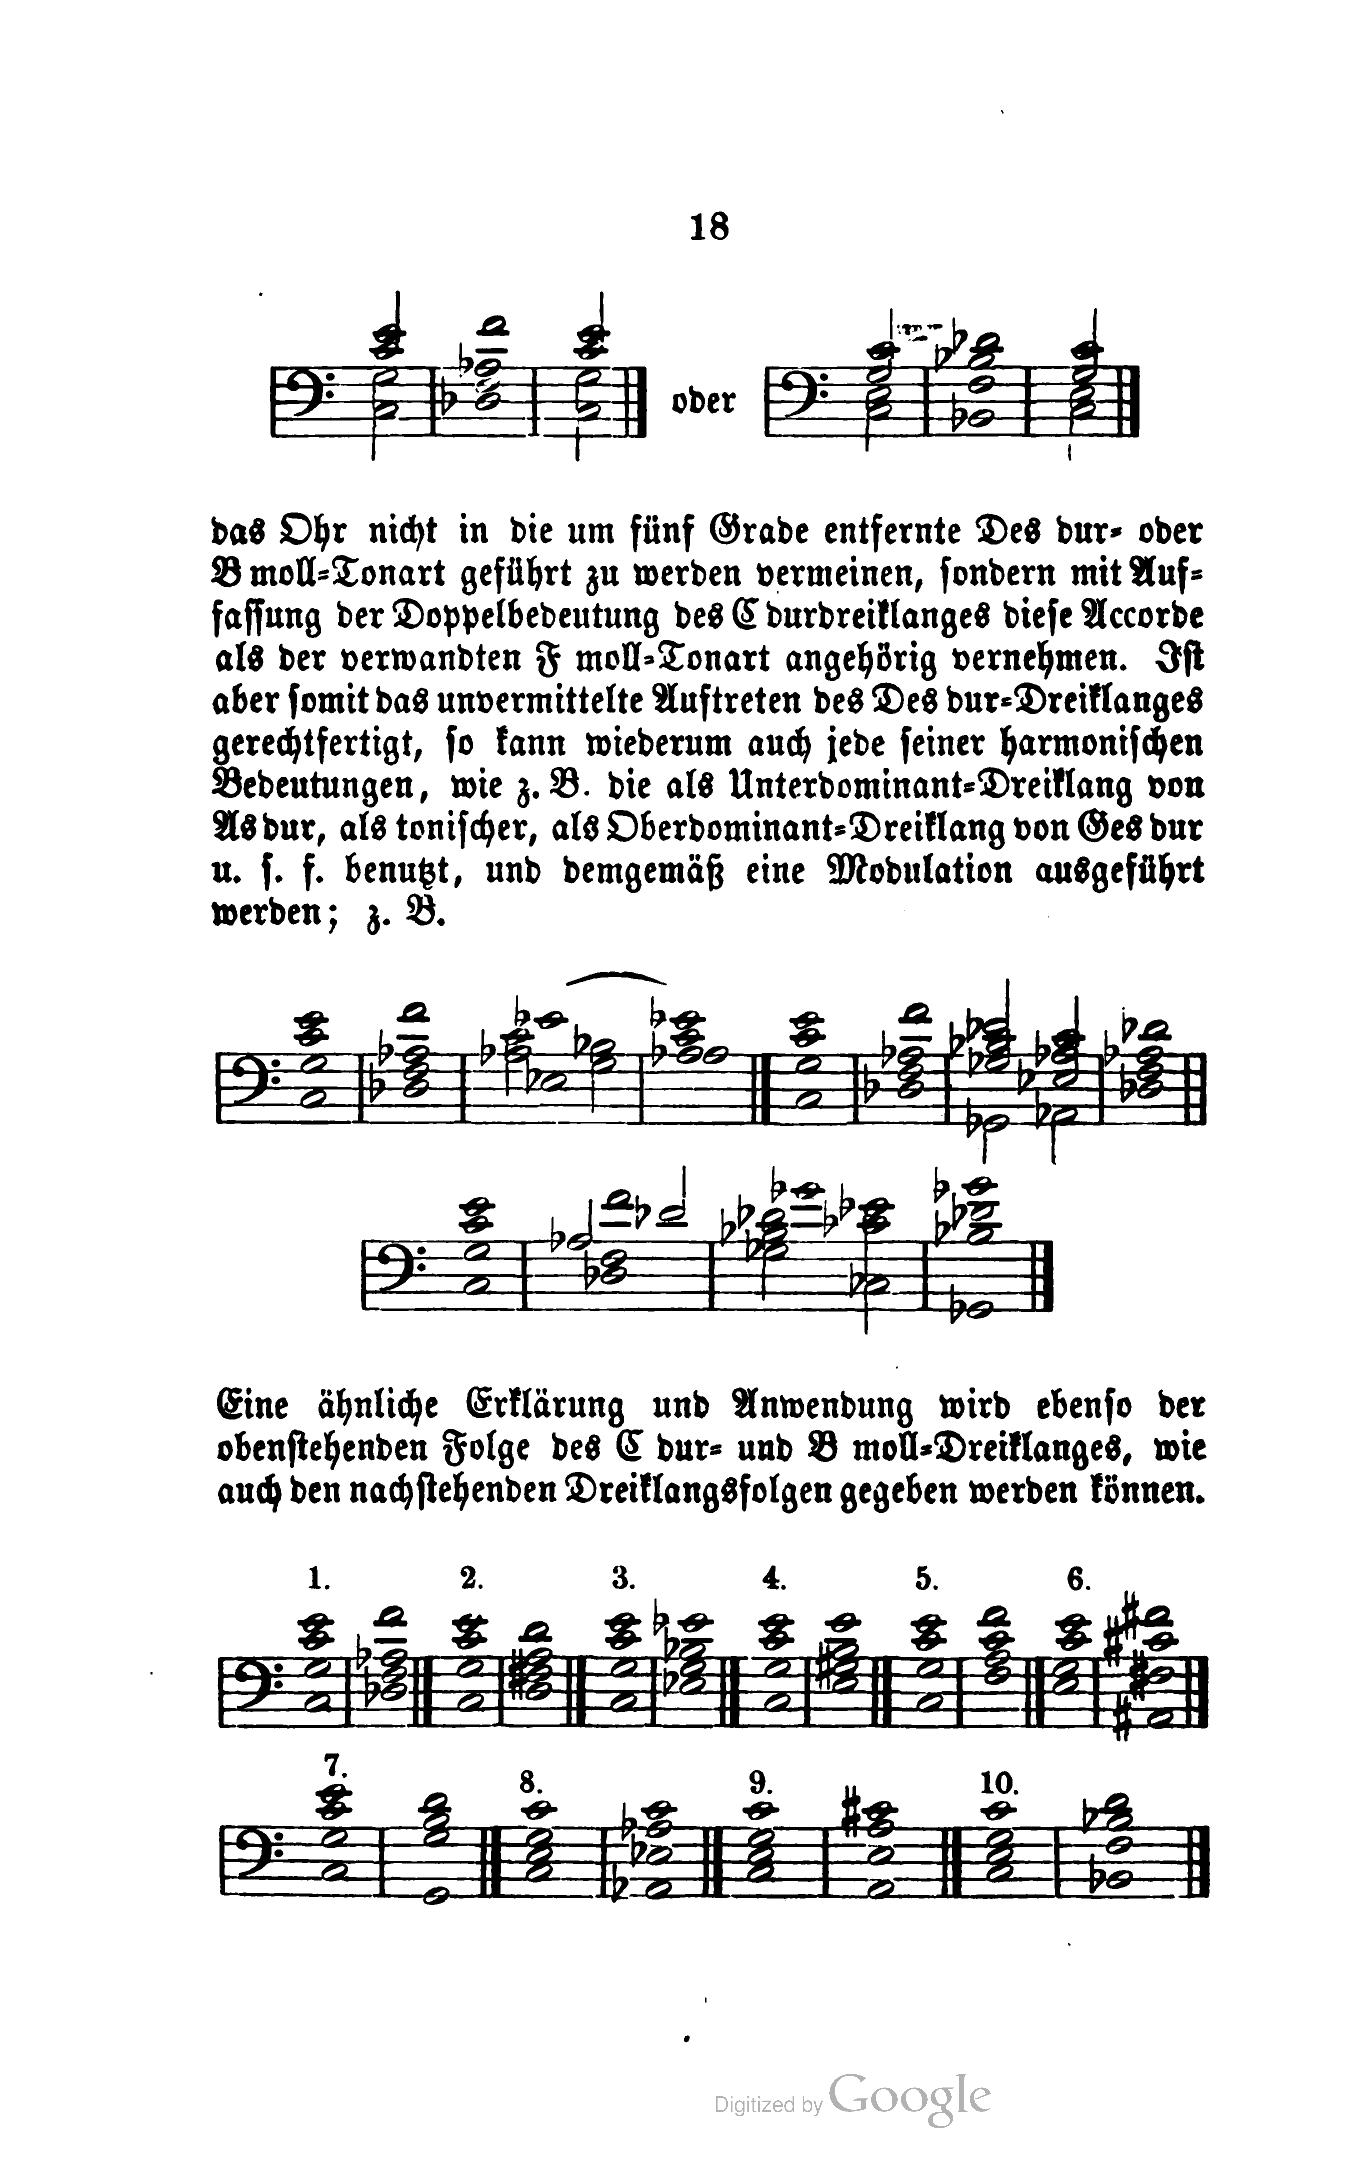 18
oder
das Ohr nicht in die um fünf Grade entfernte Des dur- oder
B moll-Tonart geführt zu werden vermeinen, sondern mit Auf-
fassung der Doppelbedeutung des C durdreiklanges diese Accorde
als der verwandten F moll-Tonart angehörig vernehmen. Ist
aber somit das unvermittelte Auftreten des Des dur-Dreiklanges
gerechtfertigt, so kann wiederum auch jede seiner harmonischen
Bedeutungen, wie z. B. die als Unterdominant-Dreiklang von
As dur, als tonischer, als Oberdominant-Dreiklang von Ges dur
u. s. f. benutzt, und demgemäß eine Modulation ausgeführt
werden; z. B.
Eine ähnliche Erklärung und Anwendung wird ebenso der
obenstehenden Folge des C dur- und B moll-Dreiklanges, wie
auch den nachstehenden Dreiklangsfolgen gegeben werden können.
1. 2. 3. 4. 5. 6.
7. 8. 9. 10.
Digitized by Google